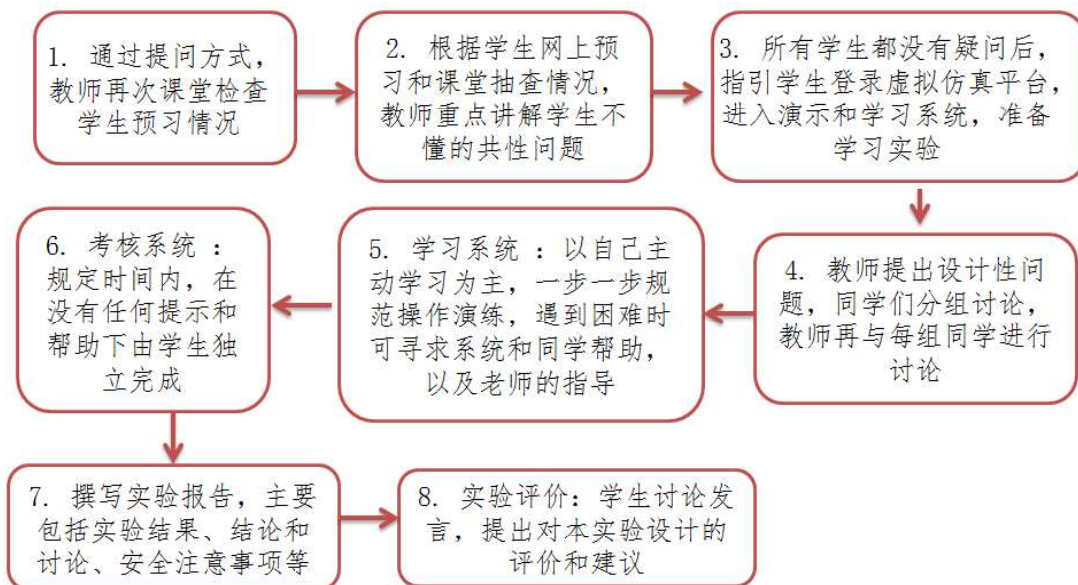 1. 通过提问方式，
教师再次课堂检查
学生预习情况
2. 根据学生网上预
习和课堂抽查情况，
教师重点讲解学生不
懂的共性问题
3. 所有学生都没有疑问后，
指引学生登录虚拟仿真平台，
进入演示和学习系统，准备
学习实验
4. 教师提出设计性问
题，同学们分组讨论，
教师再与每组同学进行
讨论
5. 学习系统 ：以自己主
动学习为主，一步一步规
范操作演练，遇到困难时
可寻求系统和同学帮助，
以及老师的指导
6. 考核系统 ：
规定时间内，在
没有任何提示和
帮助下由学生独
立完成
7. 撰写实验报告，主要
包括实验结果、结论和
讨论、安全注意事项等
8. 实验评价：学生讨论发
言，提出对本实验设计的
评价和建议